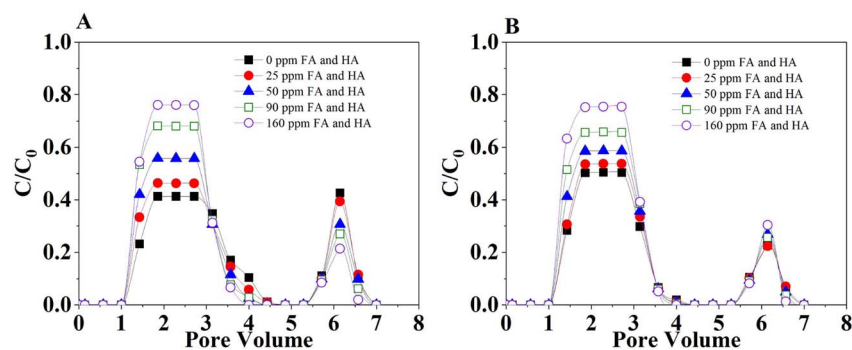 A
C/C0
1.0
0.8
0.6
0.4
0.2
0.0
0 ppm FA and HA
25 ppm FA and HA
50 ppm FA and HA
90 ppm FA and HA
160 ppm FA and HA
0 1 2 3 4 5 6 7 8
Pore Volume
B
C/C0
1.0
0.8
0.6
0.4
0.2
0.0
0 ppm FA and HA
25 ppm FA and HA
50 ppm FA and HA
90 ppm FA and HA
160 ppm FA and HA
0 1 2 3 4 5 6 7 8
Pore Volume